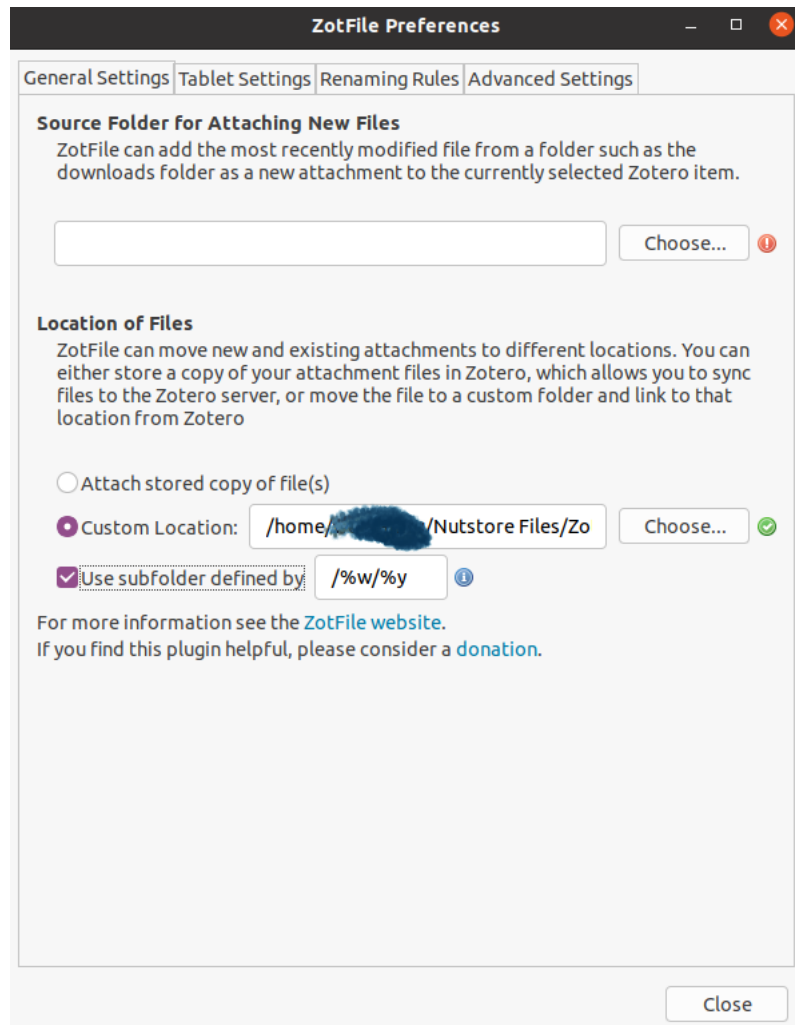 ZotFile Preferences
General Settings Tablet Settings Renaming Rules Advanced Settings
Source Folder for Attaching New Files
ZotFile can add the most recently modified file from a folder such as the
downloads folder as a new attachment to the currently selected Zotero item.
Choose...
Location of Files
ZotFile can move new and existing attachments to different locations. You can
either store a copy of your attachment files in Zotero, which allows you to sync
files to the Zotero server, or move the file to a custom folder and link to that
location from Zotero
Attach stored copy of file(s)
Custom Location: /home/ /Nutstore Files/Zo Choose...
Use subfolder defined by /%w/%y
For more information see the ZotFile website.
If you find this plugin helpful, please consider a donation.
Close